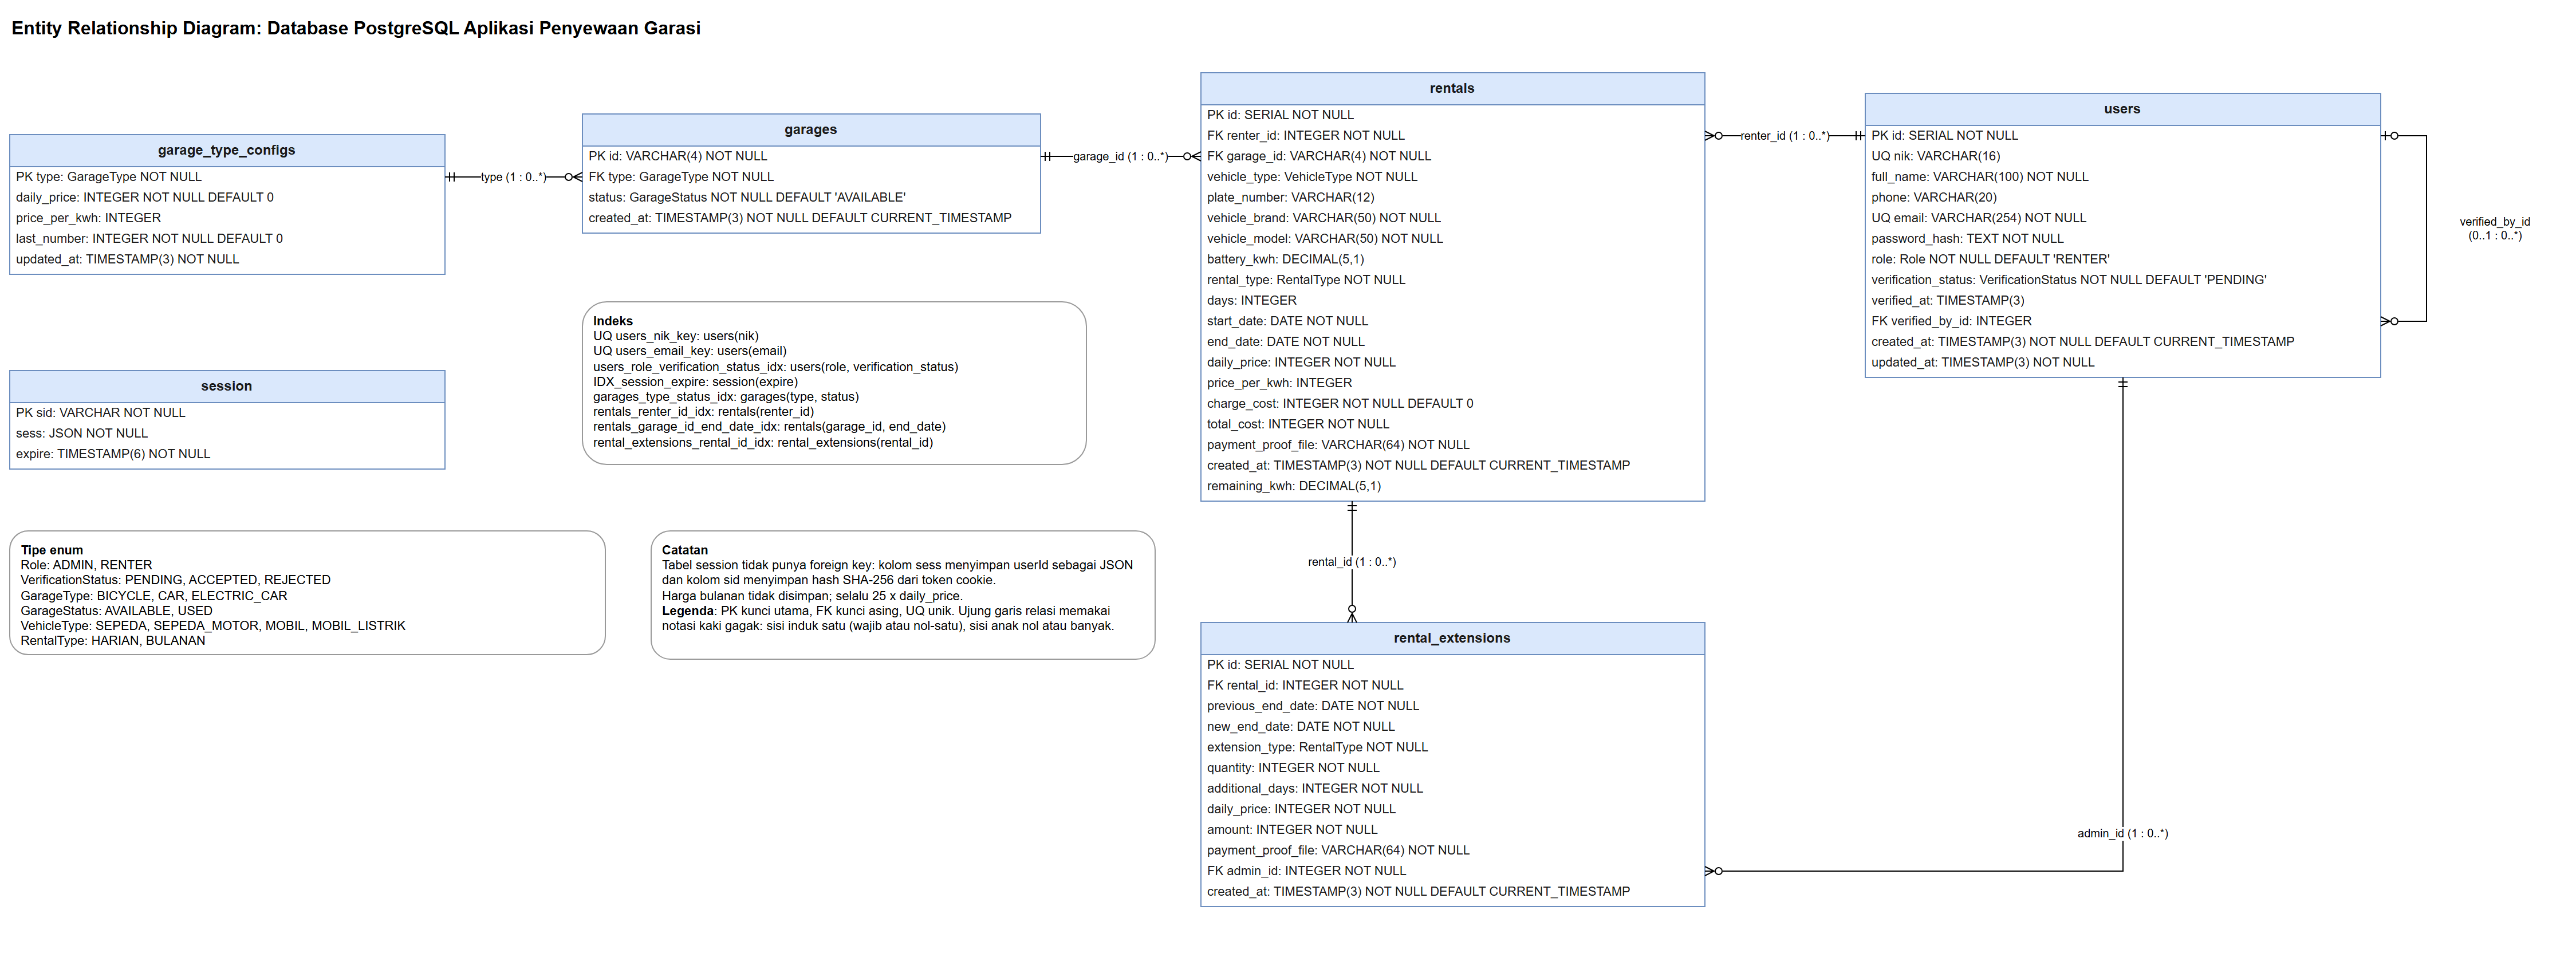 Entity Relationship Diagram: Database PostgreSQL Aplikasi Penyewaan Garasi
garage_type_configs
PK type: GarageType NOT NULL
daily_price: INTEGER NOT NULL DEFAULT 0
price_per_kwh: INTEGER
last_number: INTEGER NOT NULL DEFAULT 0
updated_at: TIMESTAMP(3) NOT NULL
type (1 : 0..*)
garages
PK id: VARCHAR(4) NOT NULL
FK type: GarageType NOT NULL
status: GarageStatus NOT NULL DEFAULT 'AVAILABLE'
created_at: TIMESTAMP(3) NOT NULL DEFAULT CURRENT_TIMESTAMP
garage_id (1 : 0..*)
rentals
PK id: SERIAL NOT NULL
FK renter_id: INTEGER NOT NULL
FK garage_id: VARCHAR(4) NOT NULL
vehicle_type: VehicleType NOT NULL
plate_number: VARCHAR(12)
vehicle_brand: VARCHAR(50) NOT NULL
vehicle_model: VARCHAR(50) NOT NULL
battery_kwh: DECIMAL(5,1)
rental_type: RentalType NOT NULL
days: INTEGER
start_date: DATE NOT NULL
end_date: DATE NOT NULL
daily_price: INTEGER NOT NULL
price_per_kwh: INTEGER
charge_cost: INTEGER NOT NULL DEFAULT 0
total_cost: INTEGER NOT NULL
payment_proof_file: VARCHAR(64) NOT NULL
created_at: TIMESTAMP(3) NOT NULL DEFAULT CURRENT_TIMESTAMP
remaining_kwh: DECIMAL(5,1)
renter_id (1 : 0..*)
users
PK id: SERIAL NOT NULL
UQ nik: VARCHAR(16)
full_name: VARCHAR(100) NOT NULL
phone: VARCHAR(20)
UQ email: VARCHAR(254) NOT NULL
password_hash: TEXT NOT NULL
role: Role NOT NULL DEFAULT 'RENTER'
verification_status: VerificationStatus NOT NULL DEFAULT 'PENDING'
verified_at: TIMESTAMP(3)
FK verified_by_id: INTEGER
created_at: TIMESTAMP(3) NOT NULL DEFAULT CURRENT_TIMESTAMP
updated_at: TIMESTAMP(3) NOT NULL
verified_by_id
(0..1 : 0..*)
session
PK sid: VARCHAR NOT NULL
sess: JSON NOT NULL
expire: TIMESTAMP(6) NOT NULL
Indeks
UQ users_nik_key: users(nik)
UQ users_email_key: users(email)
users_role_verification_status_idx: users(role, verification_status)
IDX_session_expire: session(expire)
garages_type_status_idx: garages(type, status)
rentals_renter_id_idx: rentals(renter_id)
rentals_garage_id_end_date_idx: rentals(garage_id, end_date)
rental_extensions_rental_id_idx: rental_extensions(rental_id)
Tipe enum
Role: ADMIN, RENTER
VerificationStatus: PENDING, ACCEPTED, REJECTED
GarageType: BICYCLE, CAR, ELECTRIC_CAR
GarageStatus: AVAILABLE, USED
VehicleType: SEPEDA, SEPEDA_MOTOR, MOBIL, MOBIL_LISTRIK
RentalType: HARIAN, BULANAN
Catatan
Tabel session tidak punya foreign key: kolom sess menyimpan userId sebagai JSON
dan kolom sid menyimpan hash SHA-256 dari token cookie.
Harga bulanan tidak disimpan; selalu 25 x daily_price.
Legenda: PK kunci utama, FK kunci asing, UQ unik. Ujung garis relasi memakai
notasi kaki gagak: sisi induk satu (wajib atau nol-satu), sisi anak nol atau banyak.
rental_id (1 : 0..*)
rental_extensions
PK id: SERIAL NOT NULL
FK rental_id: INTEGER NOT NULL
previous_end_date: DATE NOT NULL
new_end_date: DATE NOT NULL
extension_type: RentalType NOT NULL
quantity: INTEGER NOT NULL
additional_days: INTEGER NOT NULL
daily_price: INTEGER NOT NULL
amount: INTEGER NOT NULL
payment_proof_file: VARCHAR(64) NOT NULL
FK admin_id: INTEGER NOT NULL
created_at: TIMESTAMP(3) NOT NULL DEFAULT CURRENT_TIMESTAMP
admin_id (1 : 0..*)